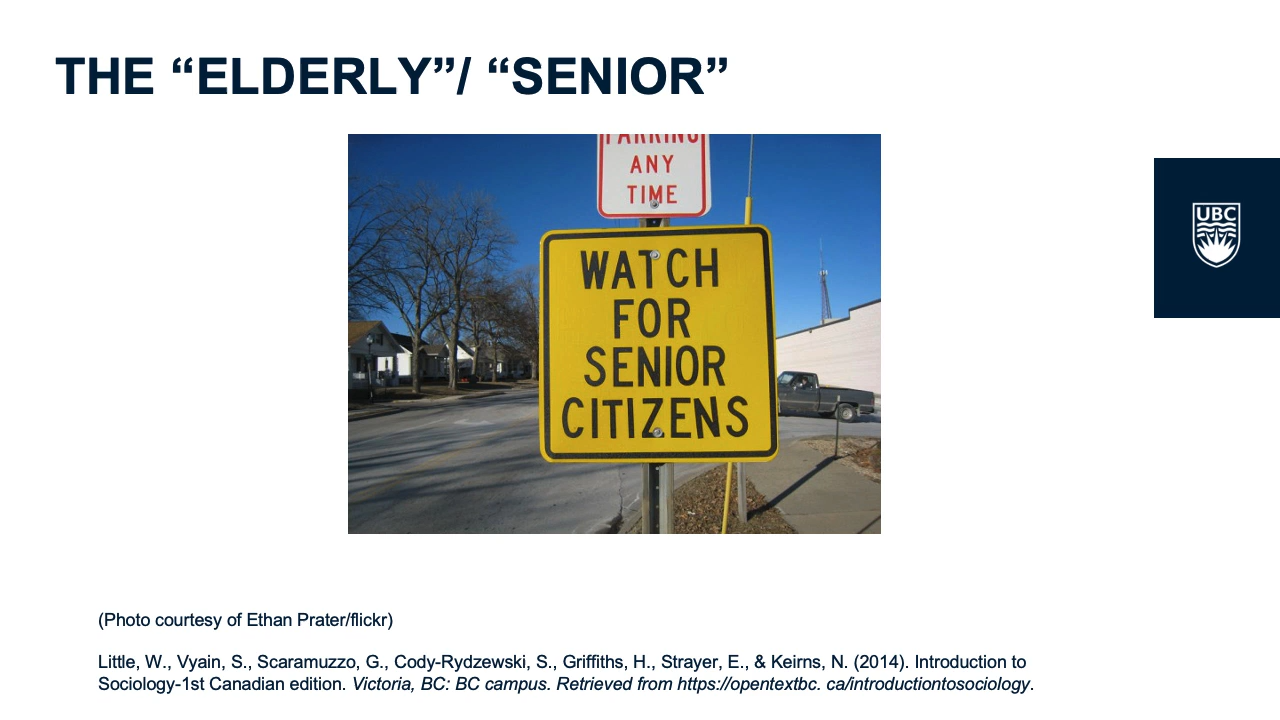 THE “ELDERLY”/ “SENIOR”
PARKING
ANY
TIME
WATCH
FOR
SENIOR
CITIZENS
UBC
(Photo courtesy of Ethan Prater/flickr)
Little, W., Vyain, S., Scaramuzzo, G., Cody-Rydzewski, S., Griffiths, H., Strayer, E., & Keirns, N. (2014). Introduction to
Sociology-1st Canadian edition. Victoria, BC: BC campus. Retrieved from https://opentextbc. ca/introductiontosociology.